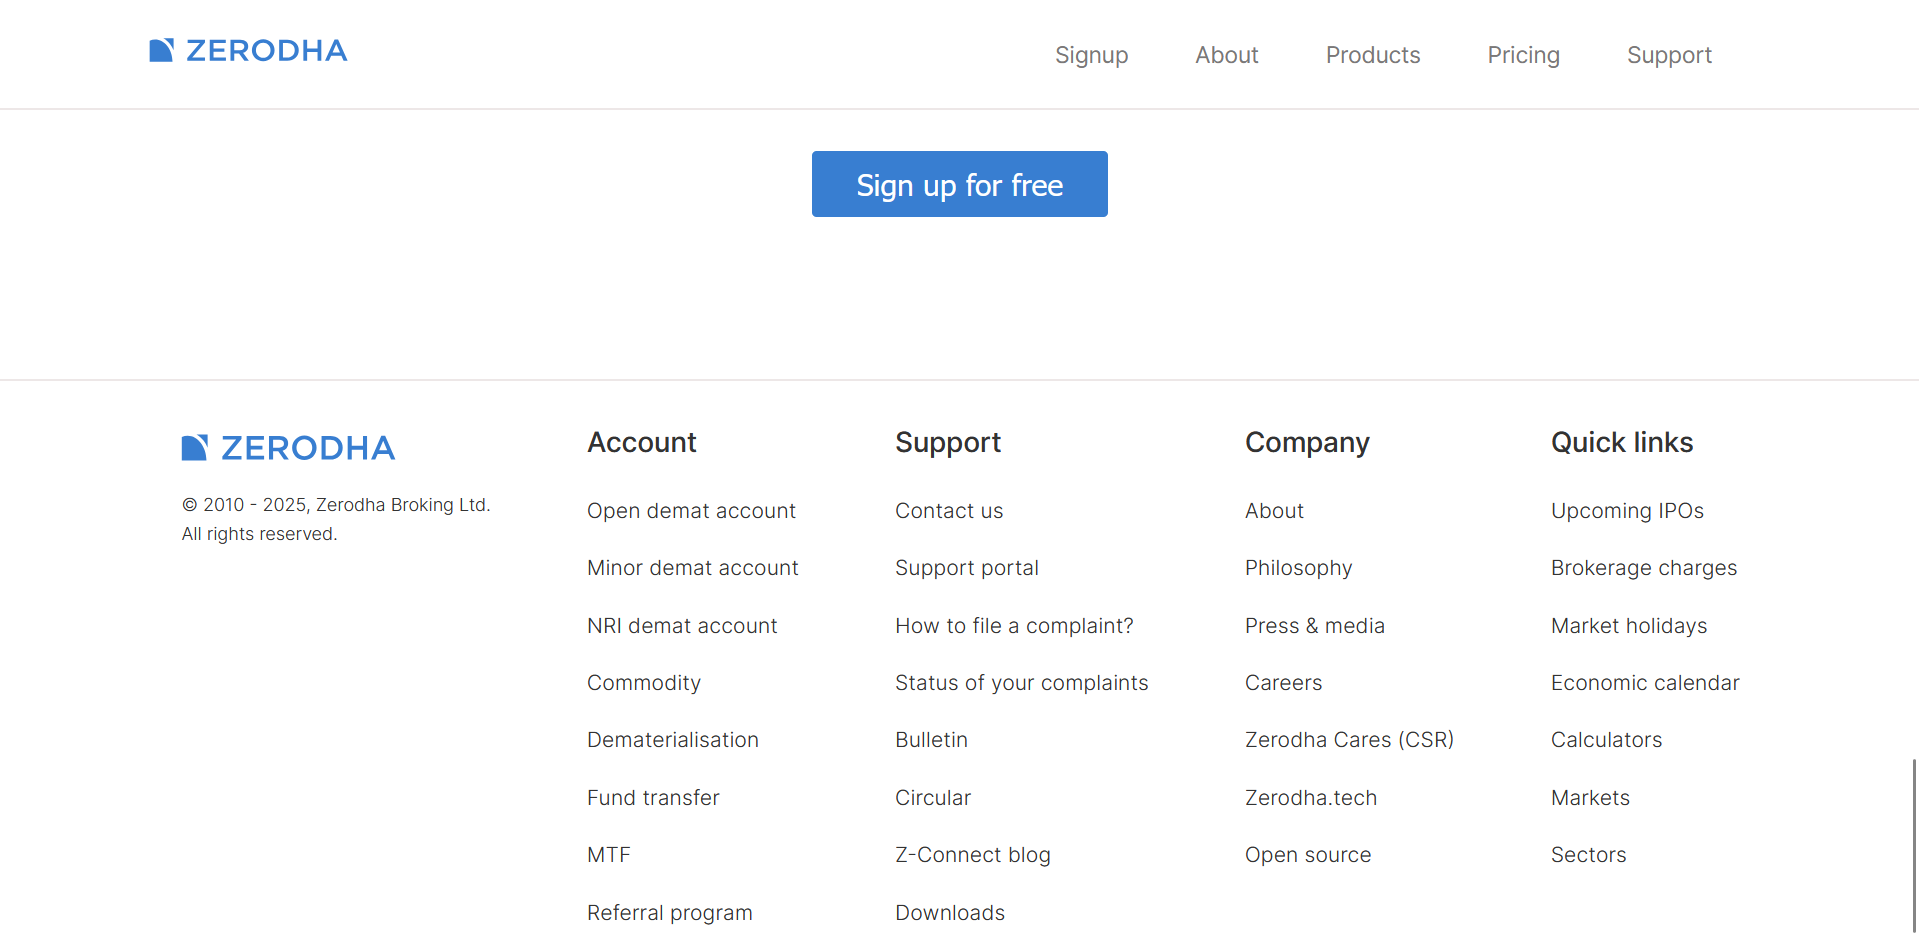 ZERODHA
Signup About Products Pricing Support
Sign up for free
ZERODHA
© 2010 - 2025, Zerodha Broking Ltd.
All rights reserved.
Account
Open demat account
Minor demat account
NRI demat account
Commodity
Dematerialisation
Fund transfer
MTF
Referral program
Support
Contact us
Support portal
How to file a complaint?
Status of your complaints
Bulletin
Circular
Z-Connect blog
Downloads
Company
About
Philosophy
Press & media
Careers
Zerodha Cares (CSR)
Zerodha.tech
Open source
Quick links
Upcoming IPOs
Brokerage charges
Market holidays
Economic calendar
Calculators
Markets
Sectors